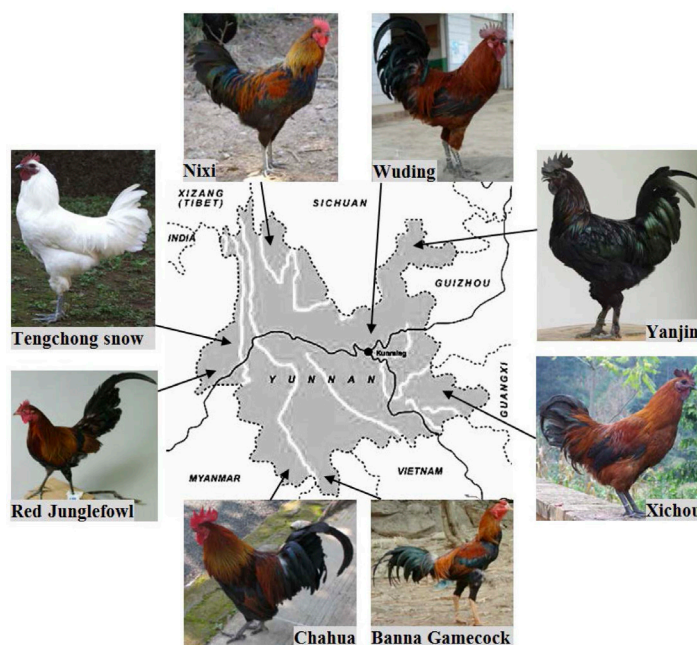 Nixi
Wuding
XIZANG
(TIBET)
SICHUAN
INDIA
GUIZHOU
Tengchong snow
Yanjin
Kunming
YUNNAN
GUANGXI
MYANMAR
VIETNAM
Red Junglefowl
Xichou
Chahua
Banna Gamecock